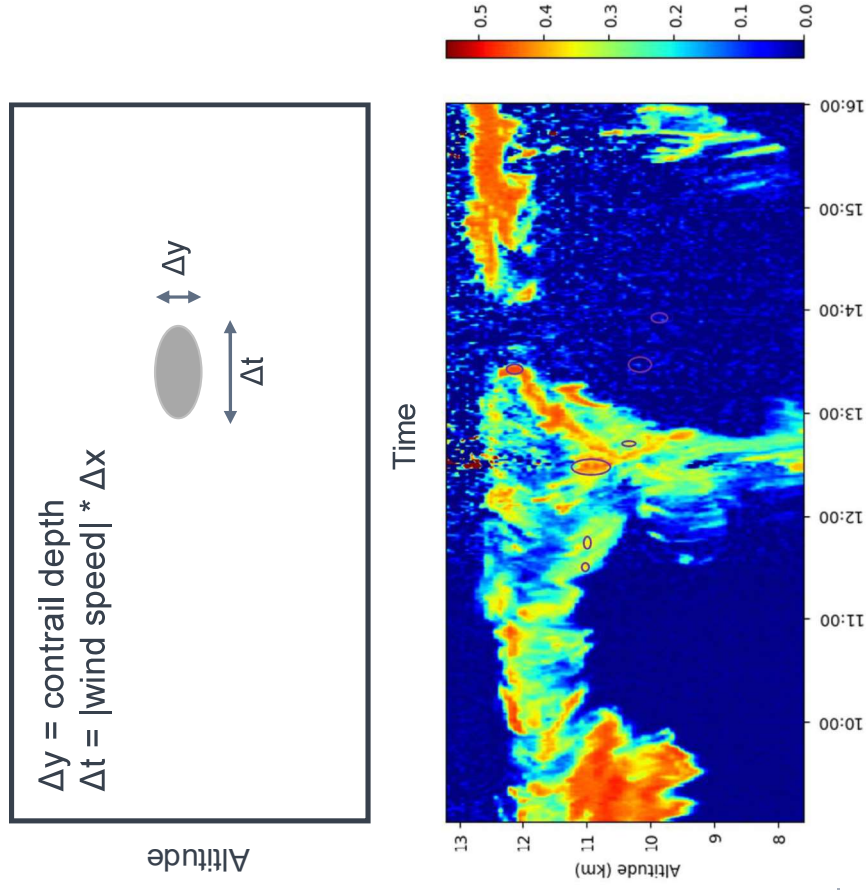 Δy = contrail depth
Δt = |wind speed| * Δx
Δy
Δt
Altitude
Time
Altitude (km)
13
12
11
10
9
8
10:00
11:00
12:00
13:00
14:00
15:00
16:00
0.5
0.4
0.3
0.2
0.1
0.0